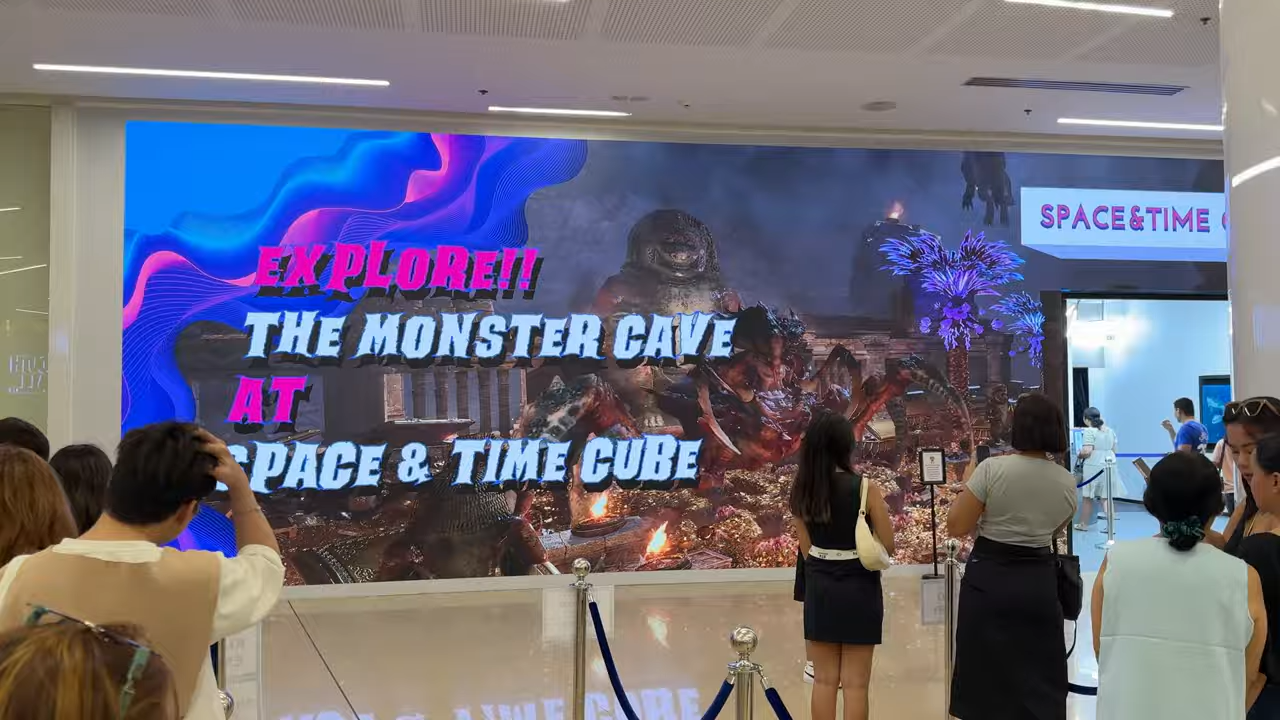 EXPLORE!!
THE MONSTER CAVE
AT
SPACE & TIME CUBE
SPACE&TIME